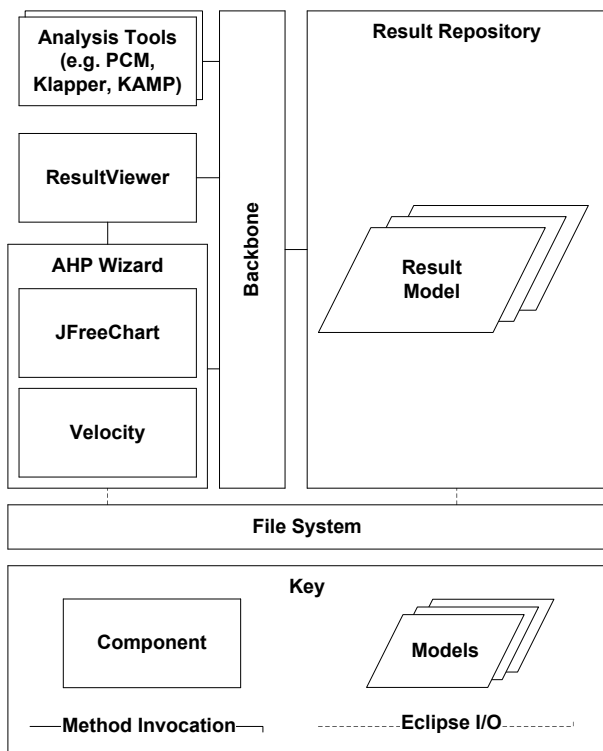 Analysis Tools
(e.g. PCM,
Klapper, KAMP)
ResultViewer
AHP Wizard
JFreeChart
Velocity
Backbone
Result Repository
Result
Model
File System
Key
Component
Models
Method Invocation
Eclipse I/O